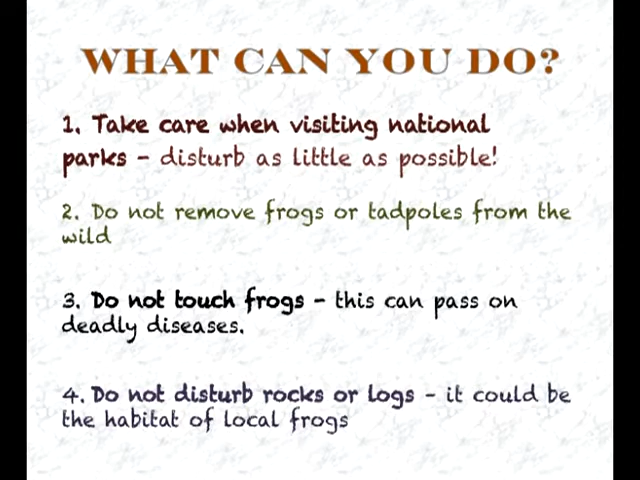 WHAT CAN YOU DO?
1. Take care when visiting national
parks - disturb as little as possible!
2. Do not remove frogs or tadpoles from the
wild
3. Do not touch frogs - this can pass on
deadly diseases.
4. Do not disturb rocks or logs - it could be
the habitat of local frogs